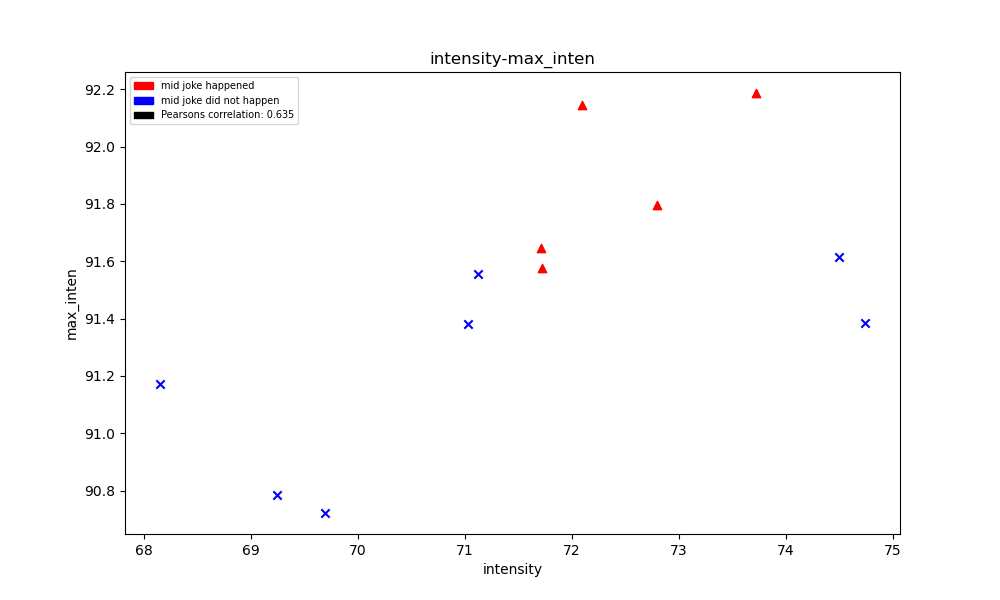 intensity-max_inten
mid joke happened
mid joke did not happen
Pearsons correlation: 0.635
92.2
92.0
91.8
91.6
91.4
91.2
91.0
90.8
max_inten
68 69 70 71 72 73 74 75
intensity